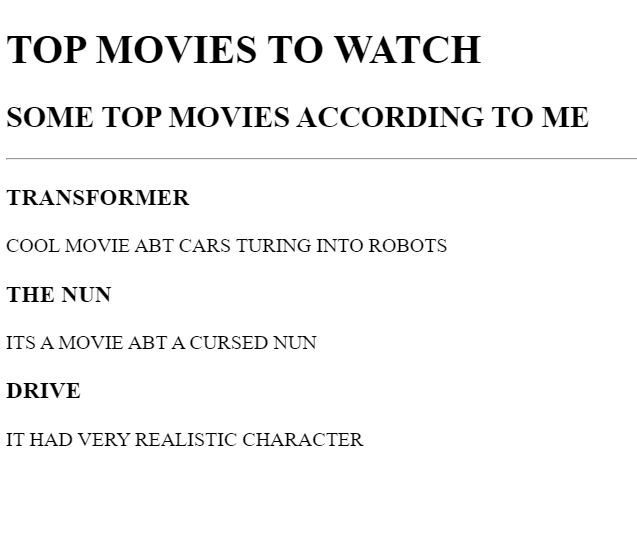 TOP MOVIES TO WATCH
SOME TOP MOVIES ACCORDING TO ME
TRANSFORMER
COOL MOVIE ABT CARS TURING INTO ROBOTS
THE NUN
ITS A MOVIE ABT A CURSED NUN
DRIVE
IT HAD VERY REALISTIC CHARACTER